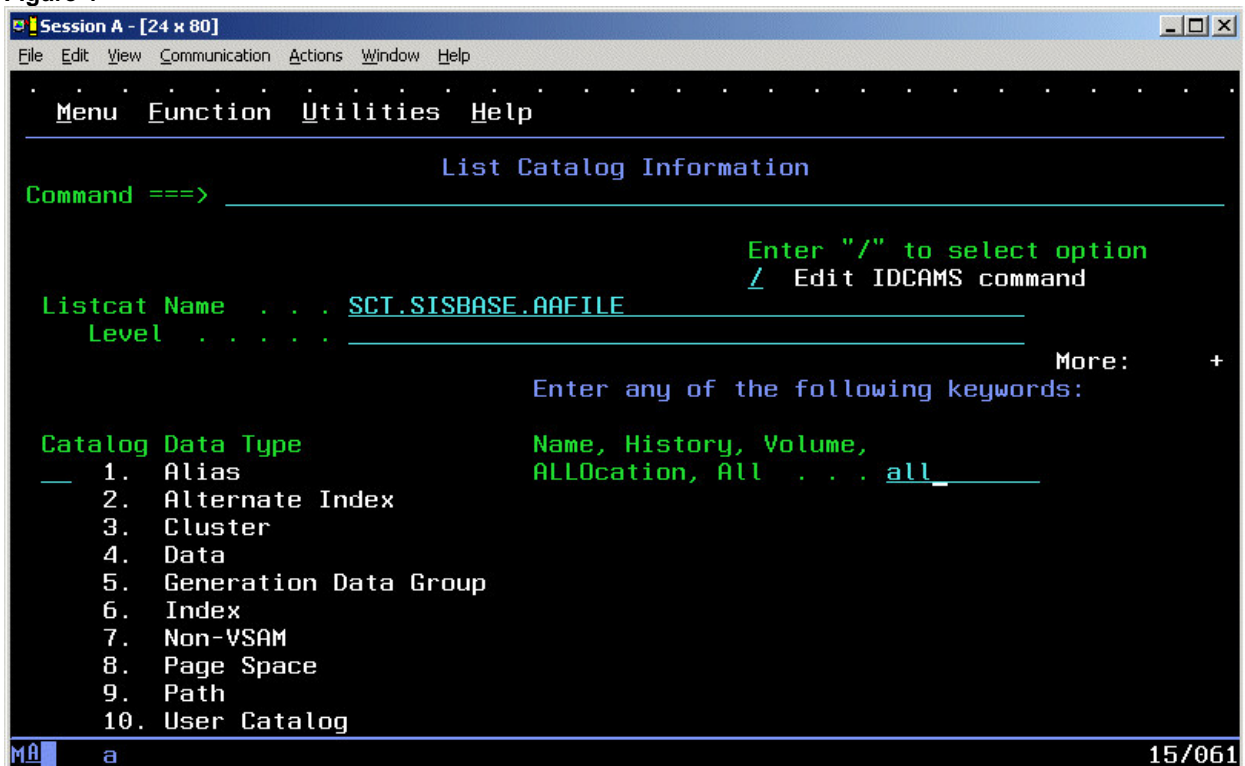 Session A - [24 x 80]
File Edit View Communication Actions Window Help
. . . . . . . . . . . . . . . . . . . . . . . . . . .
Menu Function Utilities Help
List Catalog Information
Command ===> 
Enter "/" to select option
/ Edit IDCAMS command
Listcat Name . . . SCT.SISBASE.AAFILE
Level . . . . .
More: +
Enter any of the following keywords:
Catalog Data Type Name, History, Volume,
1. Alias ALLOcation, All . . . all
2. Alternate Index
3. Cluster
4. Data
5. Generation Data Group
6. Index
7. Non-VSAM
8. Page Space
9. Path
10. User Catalog
MA a 15/061